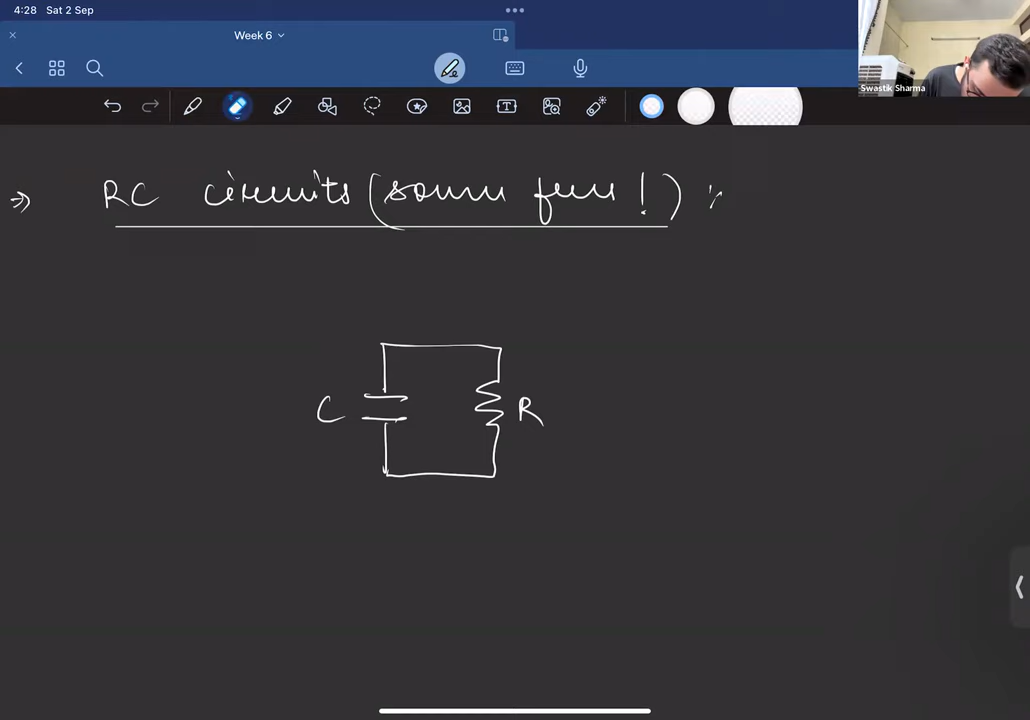 4:28 Sat 2 Sep
Week 6
Swastik Sharma
⇒ RC circuits (some fun!) :
C
R